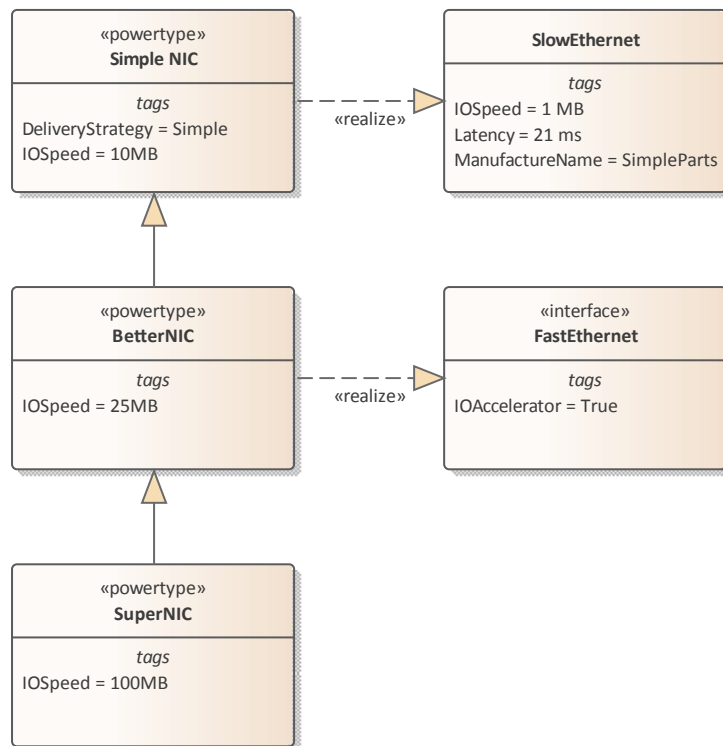 «powertype»
Simple NIC
tags
DeliveryStrategy = Simple
IOSpeed = 10MB
«realize»
SlowEthernet
tags
IOSpeed = 1 MB
Latency = 21 ms
ManufactureName = SimpleParts
«powertype»
BetterNIC
tags
IOSpeed = 25MB
«realize»
«interface»
FastEthernet
tags
IOAccelerator = True
«powertype»
SuperNIC
tags
IOSpeed = 100MB